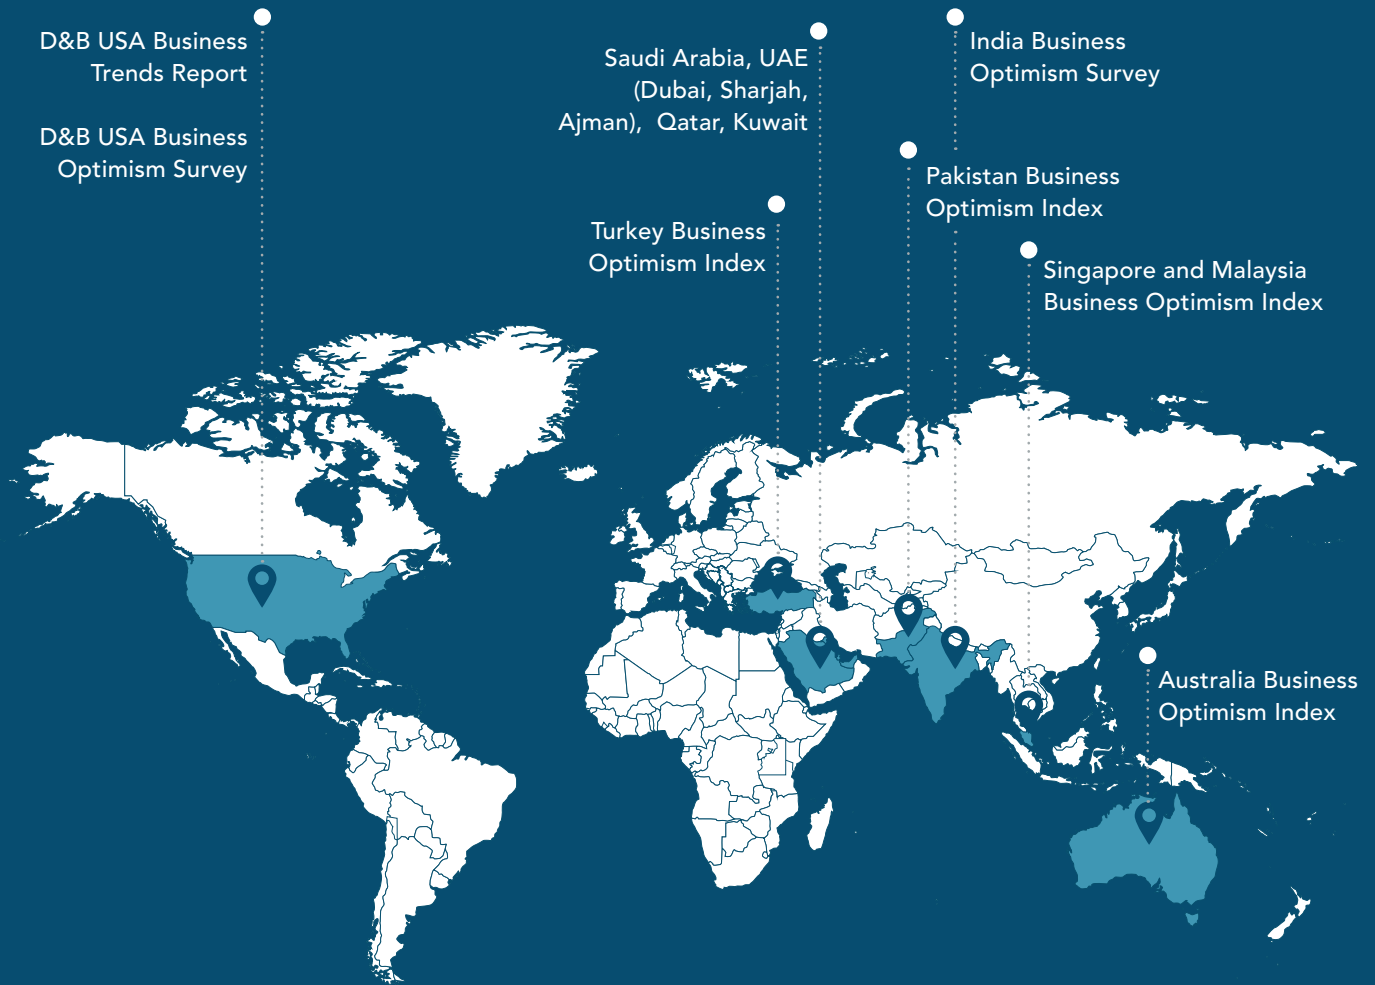 D&B USA Business
Trends Report
D&B USA Business
Optimism Survey
Saudi Arabia, UAE
(Dubai, Sharjah,
Ajman), Qatar, Kuwait
India Business
Optimism Survey
Pakistan Business
Optimism Index
Turkey Business
Optimism Index
Singapore and Malaysia
Business Optimism Index
Australia Business
Optimism Index